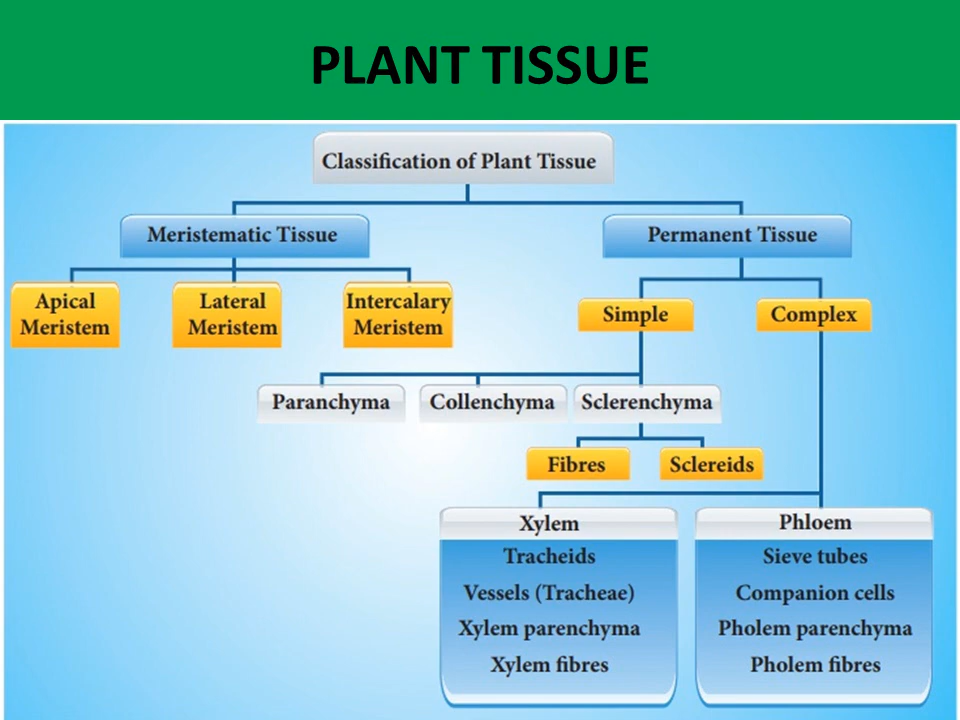 PLANT TISSUE
Classification of Plant Tissue
Meristematic Tissue
Permanent Tissue
Apical
Meristem
Lateral
Meristem
Intercalary
Meristem
Simple
Complex
Paranchyma
Collenchyma
Sclerenchyma
Fibres
Sclereids
Xylem
Tracheids
Vessels (Tracheae)
Xylem parenchyma
Xylem fibres
Phloem
Sieve tubes
Companion cells
Pholem parenchyma
Pholem fibres